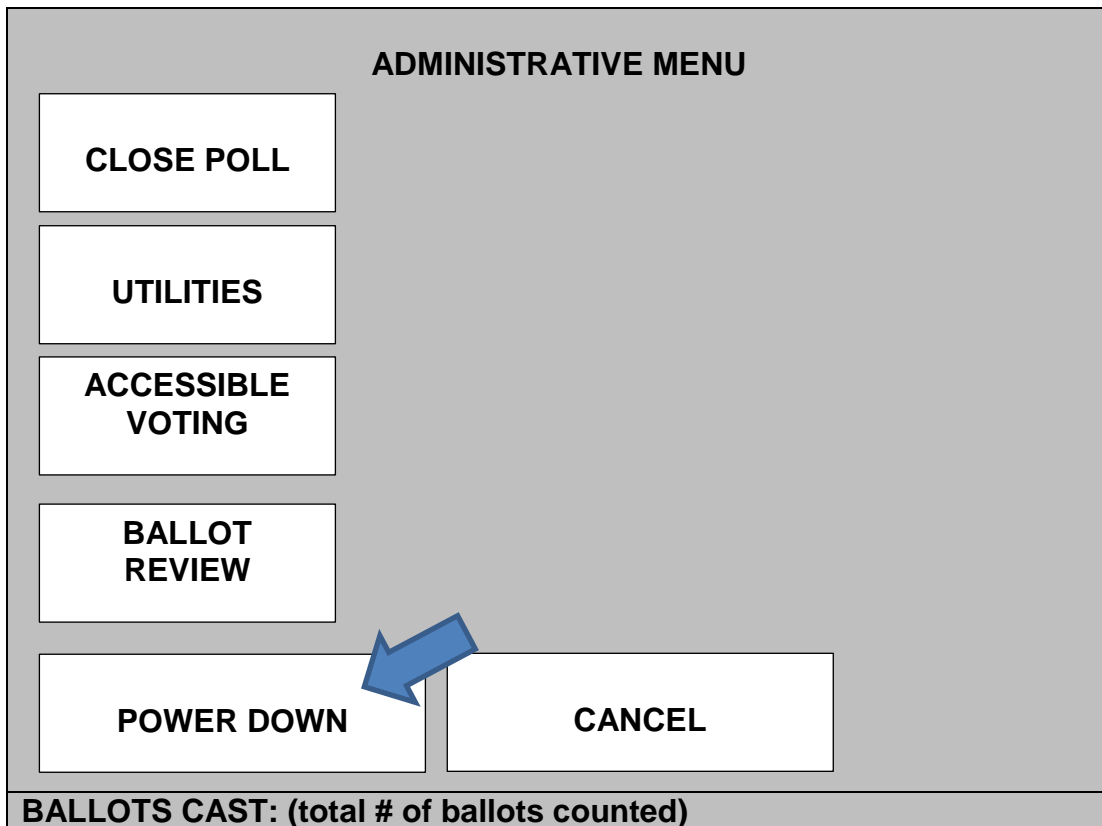 ADMINISTRATIVE MENU
CLOSE POLL
UTILITIES
ACCESSIBLE
VOTING
BALLOT
REVIEW
POWER DOWN
CANCEL
BALLOTS CAST: (total # of ballots counted)